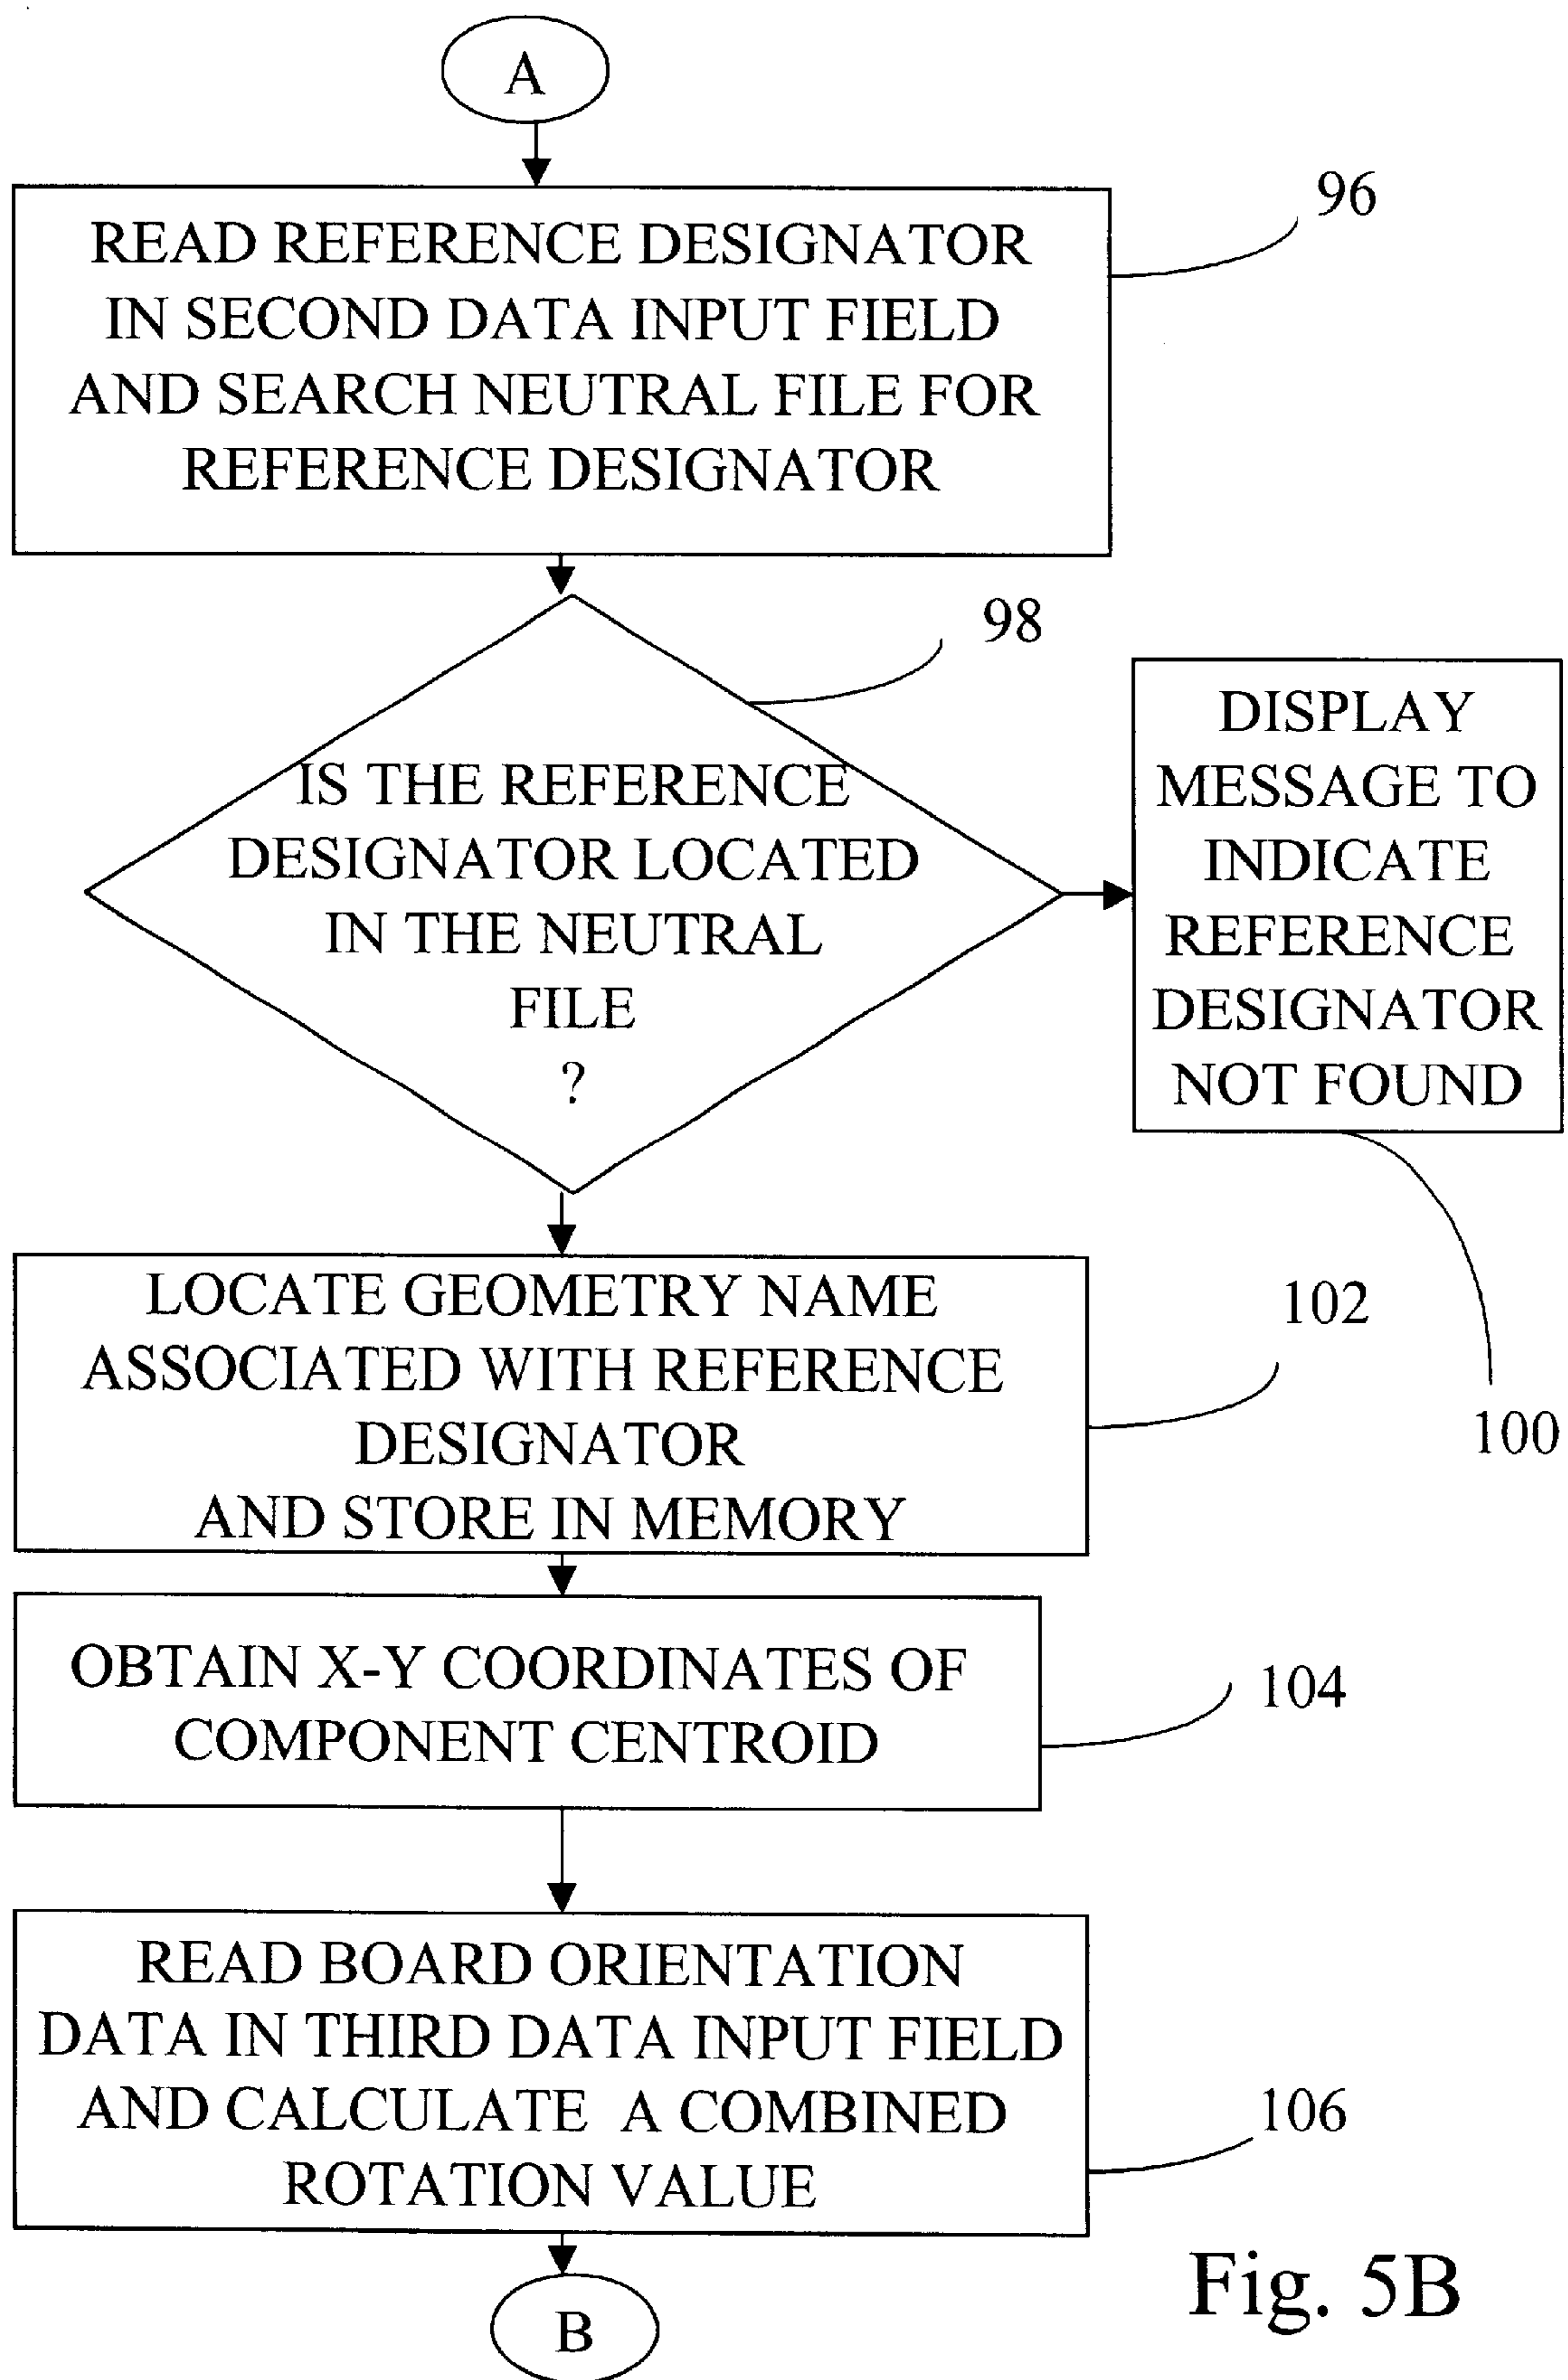 A
READ REFERENCE DESIGNATOR
IN SECOND DATA INPUT FIELD
AND SEARCH NEUTRAL FILE FOR
REFERENCE DESIGNATOR
96
IS THE REFERENCE
DESIGNATOR LOCATED
IN THE NEUTRAL
FILE
?
98
DISPLAY
MESSAGE TO
INDICATE
REFERENCE
DESIGNATOR
NOT FOUND
100
LOCATE GEOMETRY NAME
ASSOCIATED WITH REFERENCE
DESIGNATOR
AND STORE IN MEMORY
102
OBTAIN X-Y COORDINATES OF
COMPONENT CENTROID
104
READ BOARD ORIENTATION
DATA IN THIRD DATA INPUT FIELD
AND CALCULATE A COMBINED
ROTATION VALUE
106
B
Fig. 5B